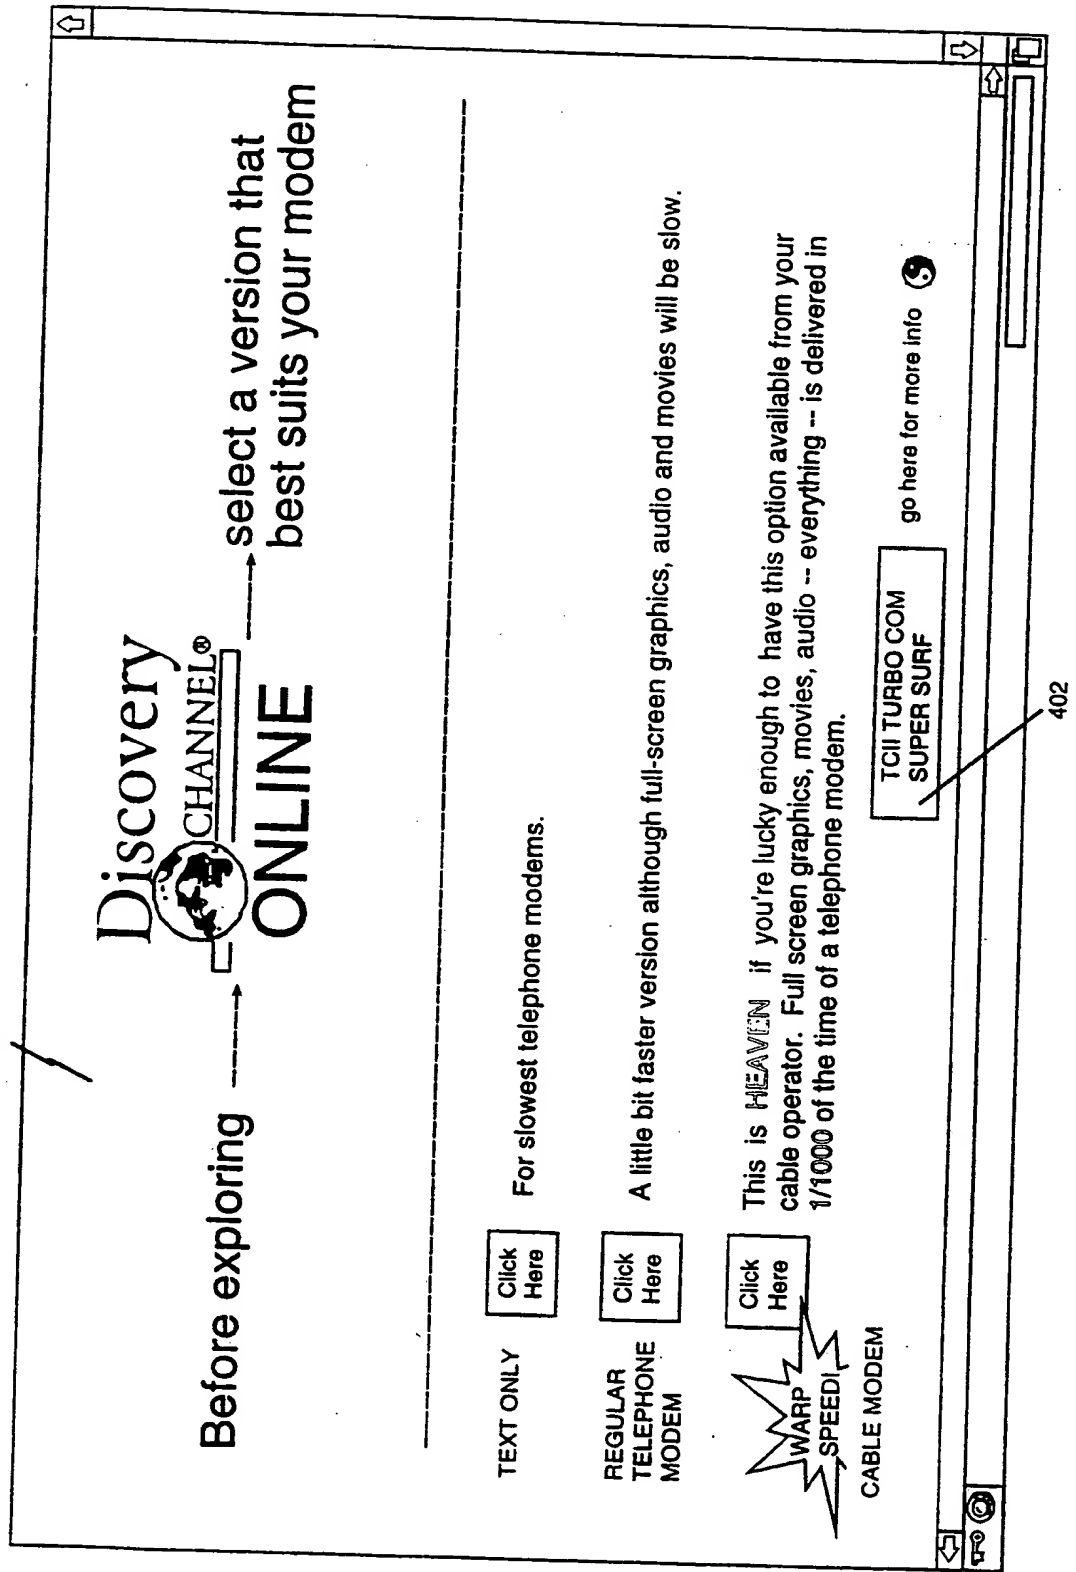 Before exploring
Discovery
CHANNEL®
ONLINE
select a version that
best suits your modem
TEXT ONLY
Click
Here
For slowest telephone modems.
REGULAR
TELEPHONE
MODEM
Click
Here
A little bit faster version although full-screen graphics, audio and movies will be slow.
WARP
SPEED!
CABLE MODEM
Click
Here
This is HEAVEN if you're lucky enough to have this option available from your
cable operator. Full screen graphics, movies, audio -- everything -- is delivered in
1/1000 of the time of a telephone modem.
TCII TURBO COM
SUPER SURF
go here for more info
402